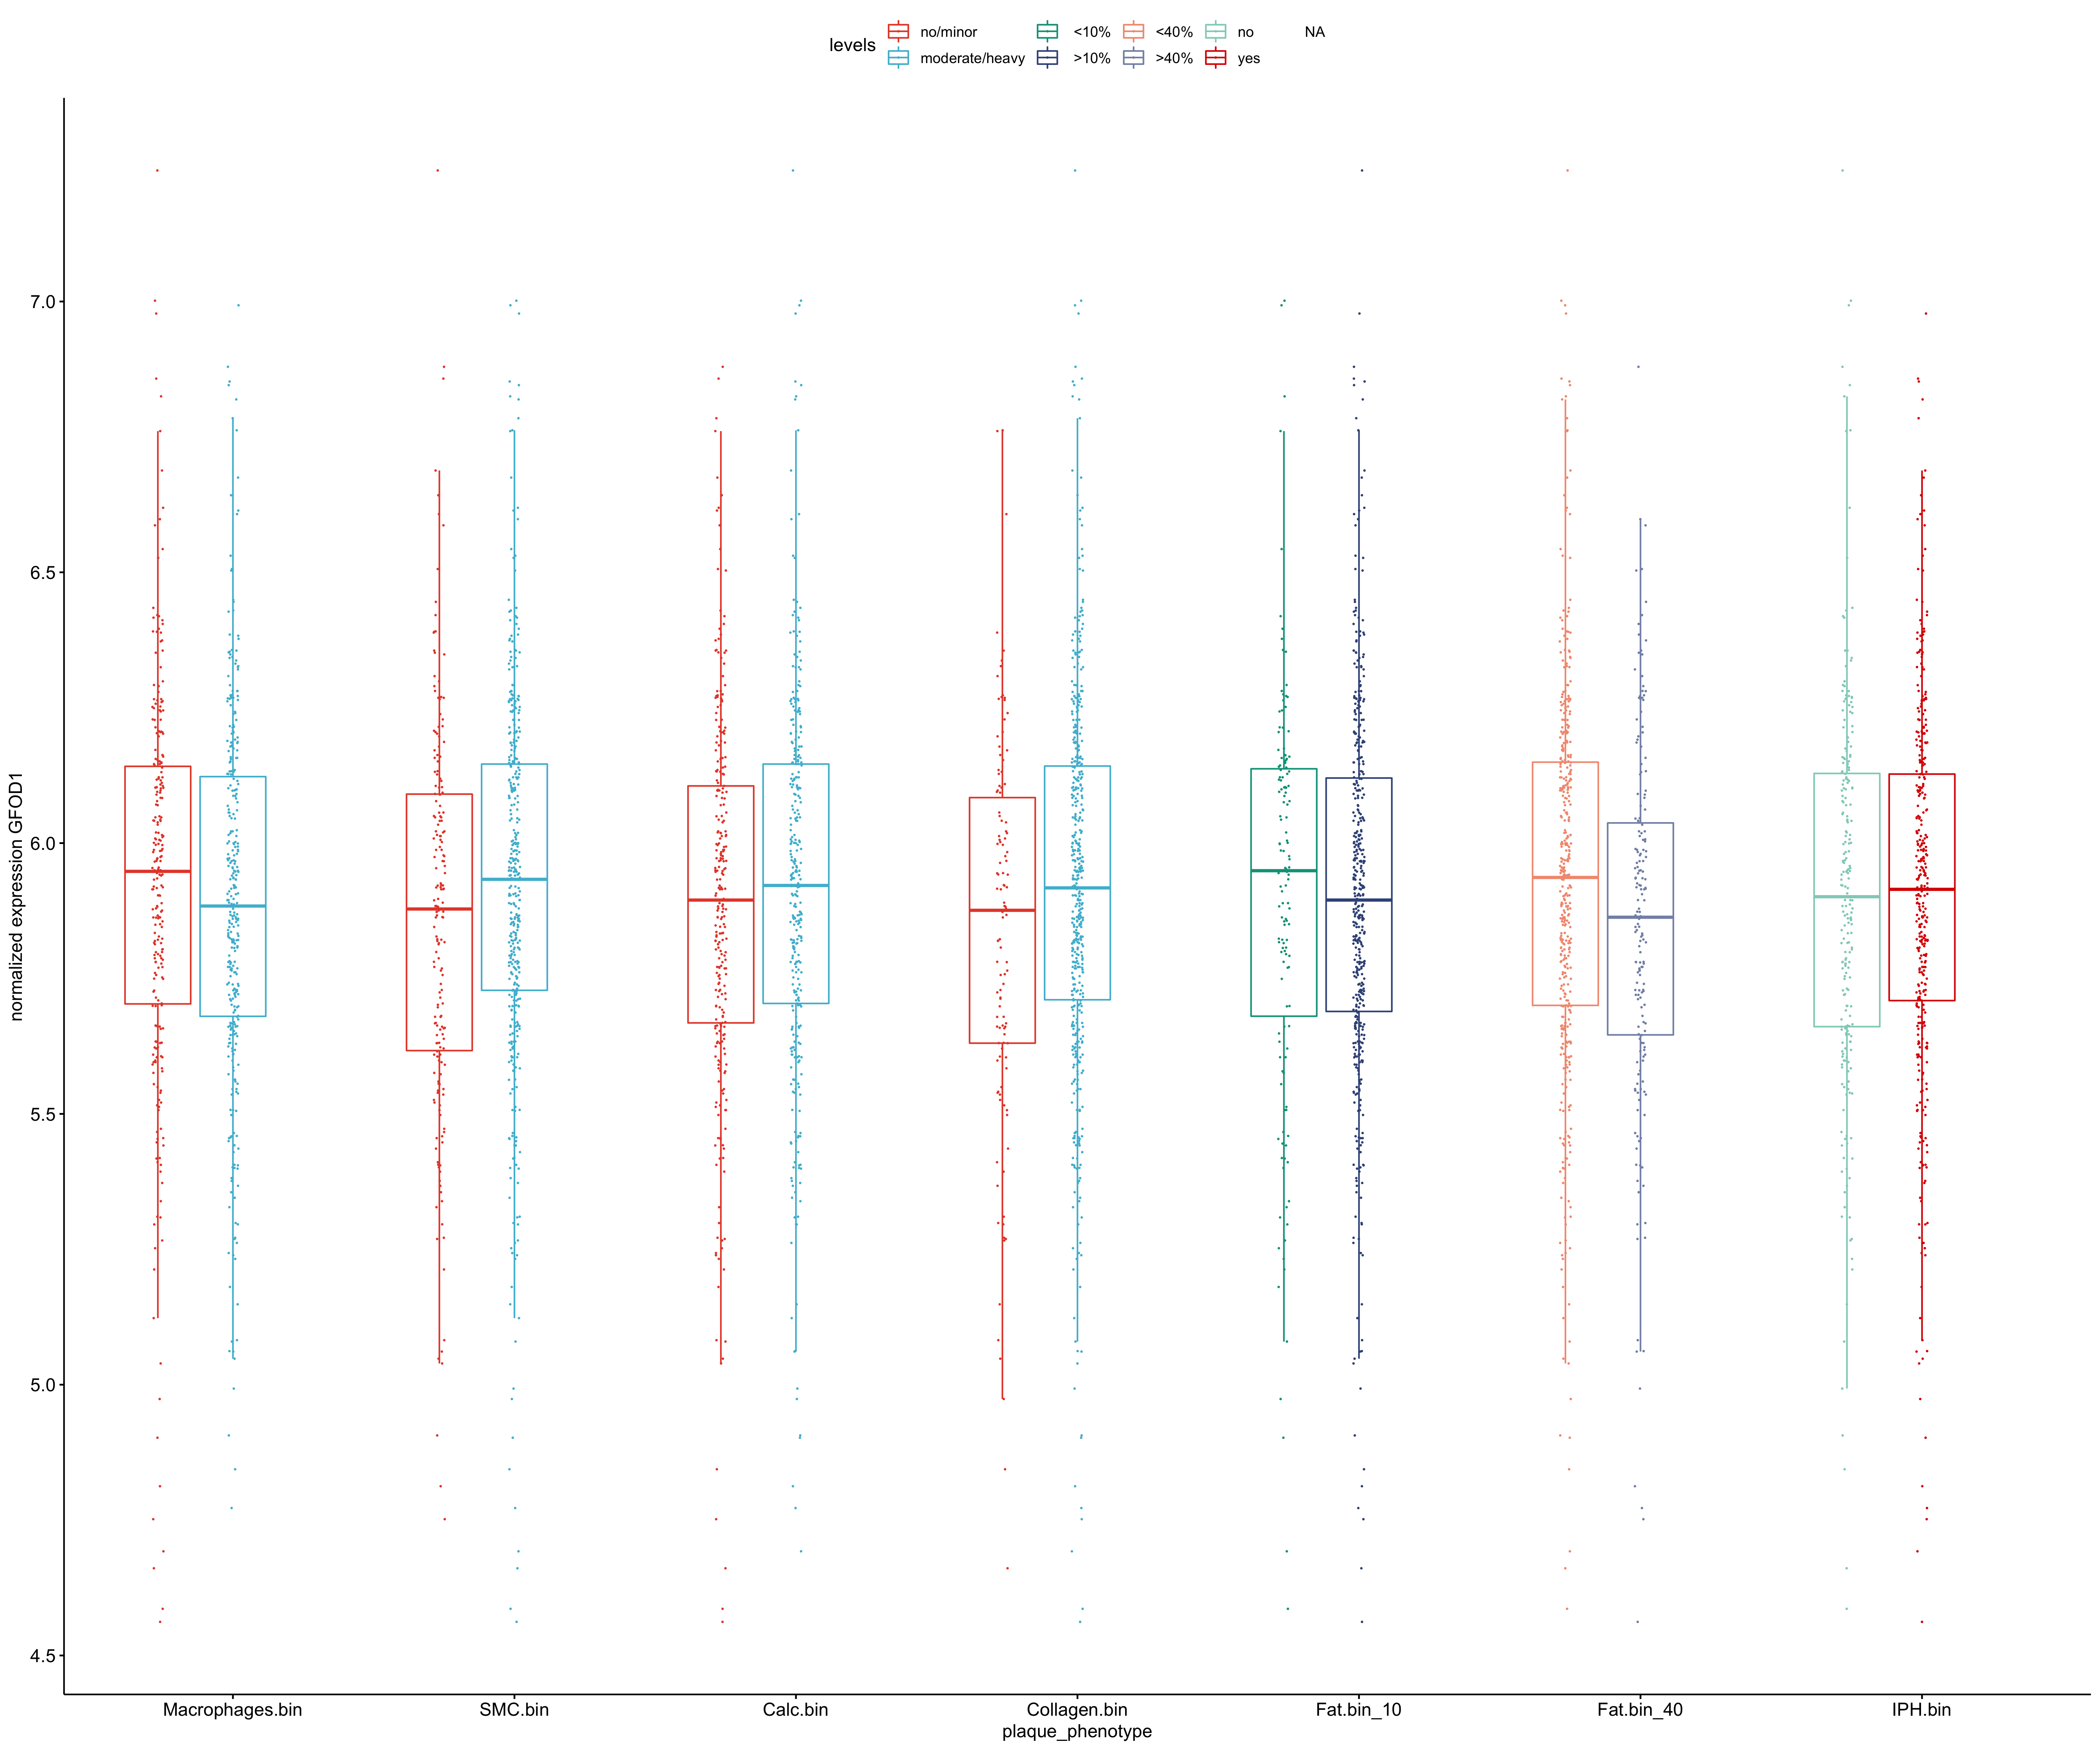 levels
no/minor <10% <40% no NA
moderate/heavy >10% >40% yes
7.0
6.5
6.0
5.5
5.0
4.5
normalized expression GFOD1
Macrophages.bin SMC.bin Calc.bin Collagen.bin Fat.bin_10 Fat.bin_40 IPH.bin
plaque_phenotype